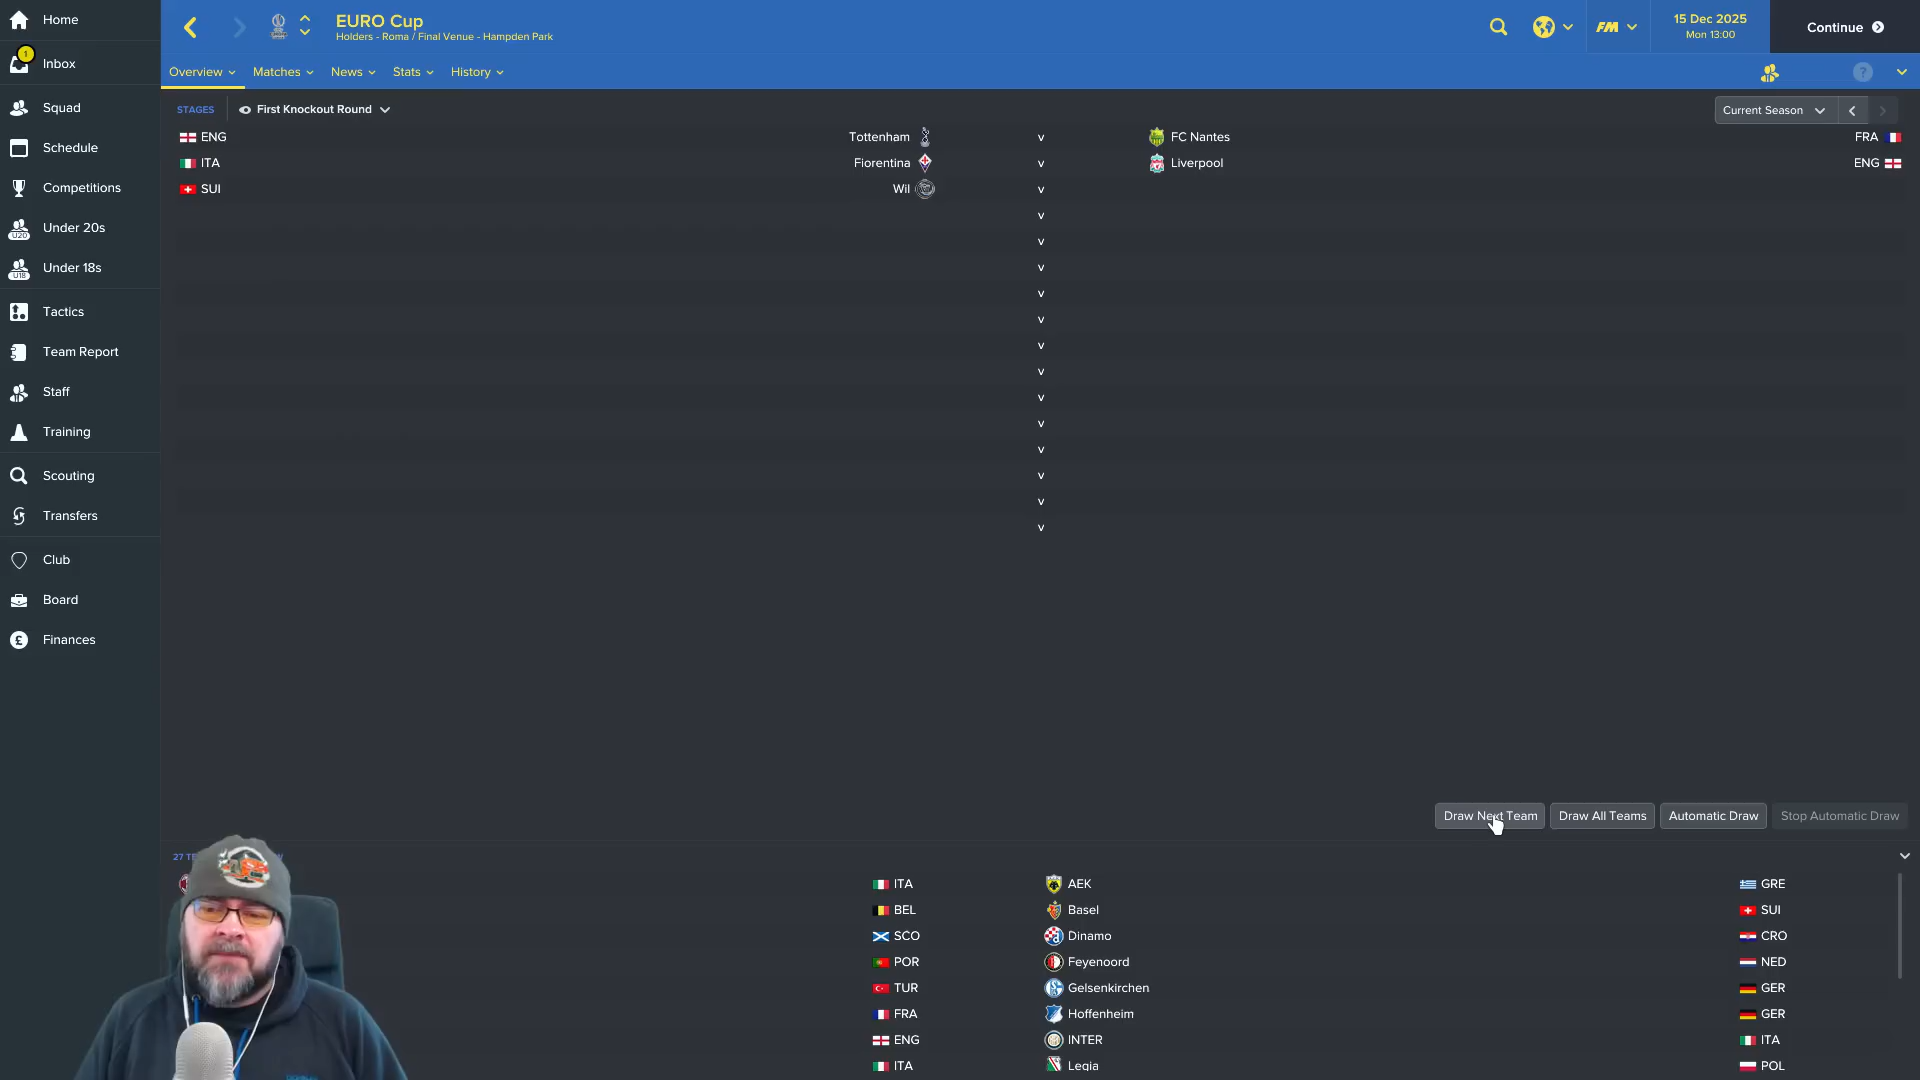 Home
1
Inbox
Squad
Schedule
Competitions
Under 20s
Under 18s
Tactics
Team Report
Staff
Training
Scouting
Transfers
Club
Board
Finances
EURO Cup
Holders - Roma / Final Venue - Hampden Park
FM
15 Dec 2025
Mon 13:00
Continue
Overview
Matches
News
Stats
History
?
STAGES
First Knockout Round
Current Season
ENG Tottenham v FC Nantes FRA
ITA Fiorentina v Liverpool ENG
SUI Wil v
v
v
v
v
v
v
v
v
v
v
v
v
v
Draw Next Team
Draw All Teams
Automatic Draw
Stop Automatic Draw
27
ITA AEK GRE
BEL Basel SUI
SCO Dinamo CRO
POR Feyenoord NED
TUR Gelsenkirchen GER
FRA Hoffenheim GER
ENG INTER ITA
ITA Legia POL